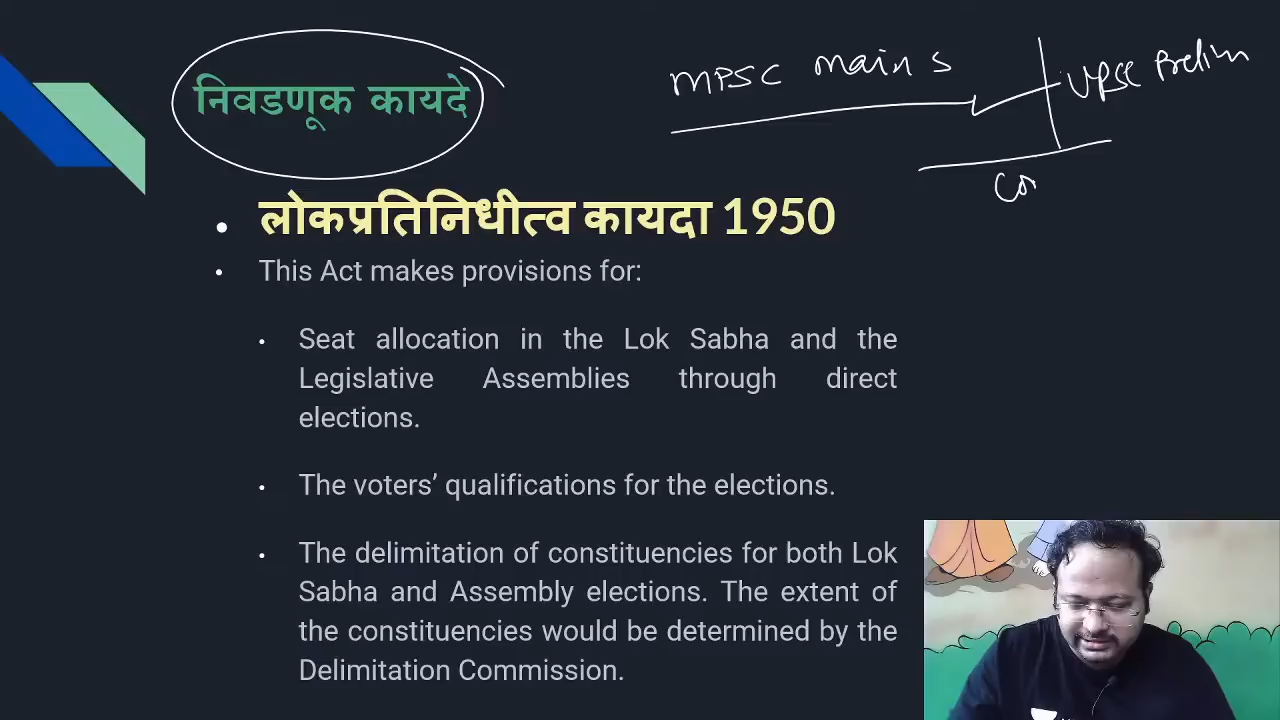 निवडणूक कायदे
MPSC mains
UPSC Prelim
लोकप्रतिनिधीत्व कायदा 1950
This Act makes provisions for:
Seat allocation in the Lok Sabha and the
Legislative Assemblies through direct
elections.
The voters’ qualifications for the elections.
The delimitation of constituencies for both Lok
Sabha and Assembly elections. The extent of
the constituencies would be determined by the
Delimitation Commission.